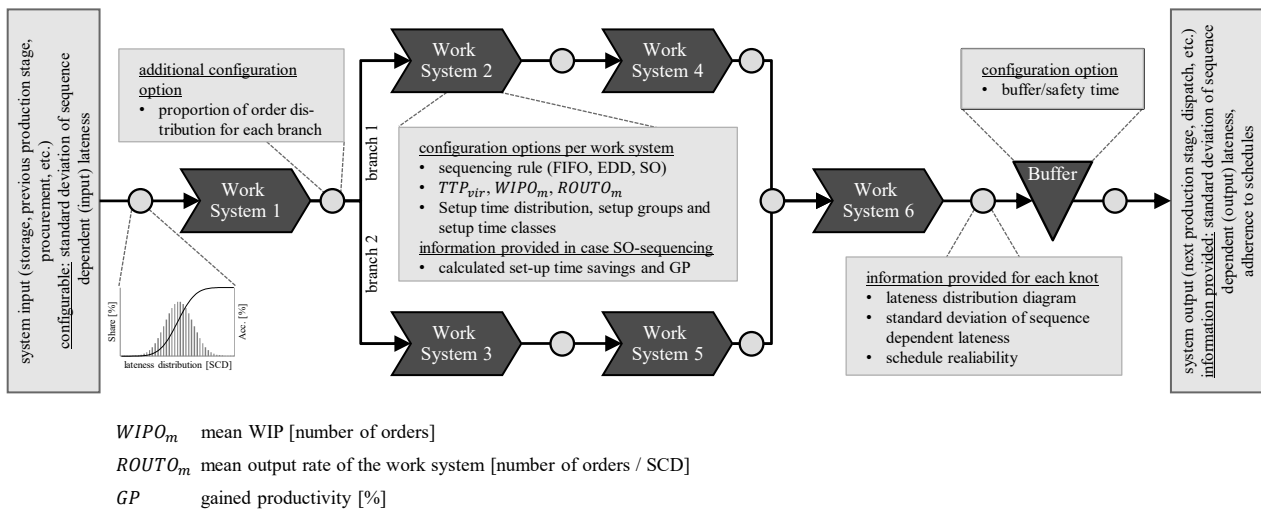 system input (storage, previous production stage,
procurement, etc.)
configurable: standard deviation of sequence
dependent (input) lateness
additional configuration
option
• proportion of order dis-
tribution for each branch
Work
System 1
Share [%]
Acc. [%]
lateness distribution [SCD]
branch 1
branch 2
Work
System 2
Work
System 4
configuration options per work system
• sequencing rule (FIFO, EDD, SO)
• TTPvir, WIPOm, ROUTOm
• Setup time distribution, setup groups and
setup time classes
information provided in case SO-sequencing
• calculated set-up time savings and GP
Work
System 3
Work
System 5
Work
System 6
configuration option
• buffer/safety time
Buffer
information provided for each knot
• lateness distribution diagram
• standard deviation of sequence
dependent lateness
• schedule realiability
system output (next production stage, dispatch, etc.)
information provided: standard deviation of sequence
dependent (output) lateness,
adherence to schedules
WIPOm mean WIP [number of orders]
ROUTOm mean output rate of the work system [number of orders / SCD]
GP gained productivity [%]